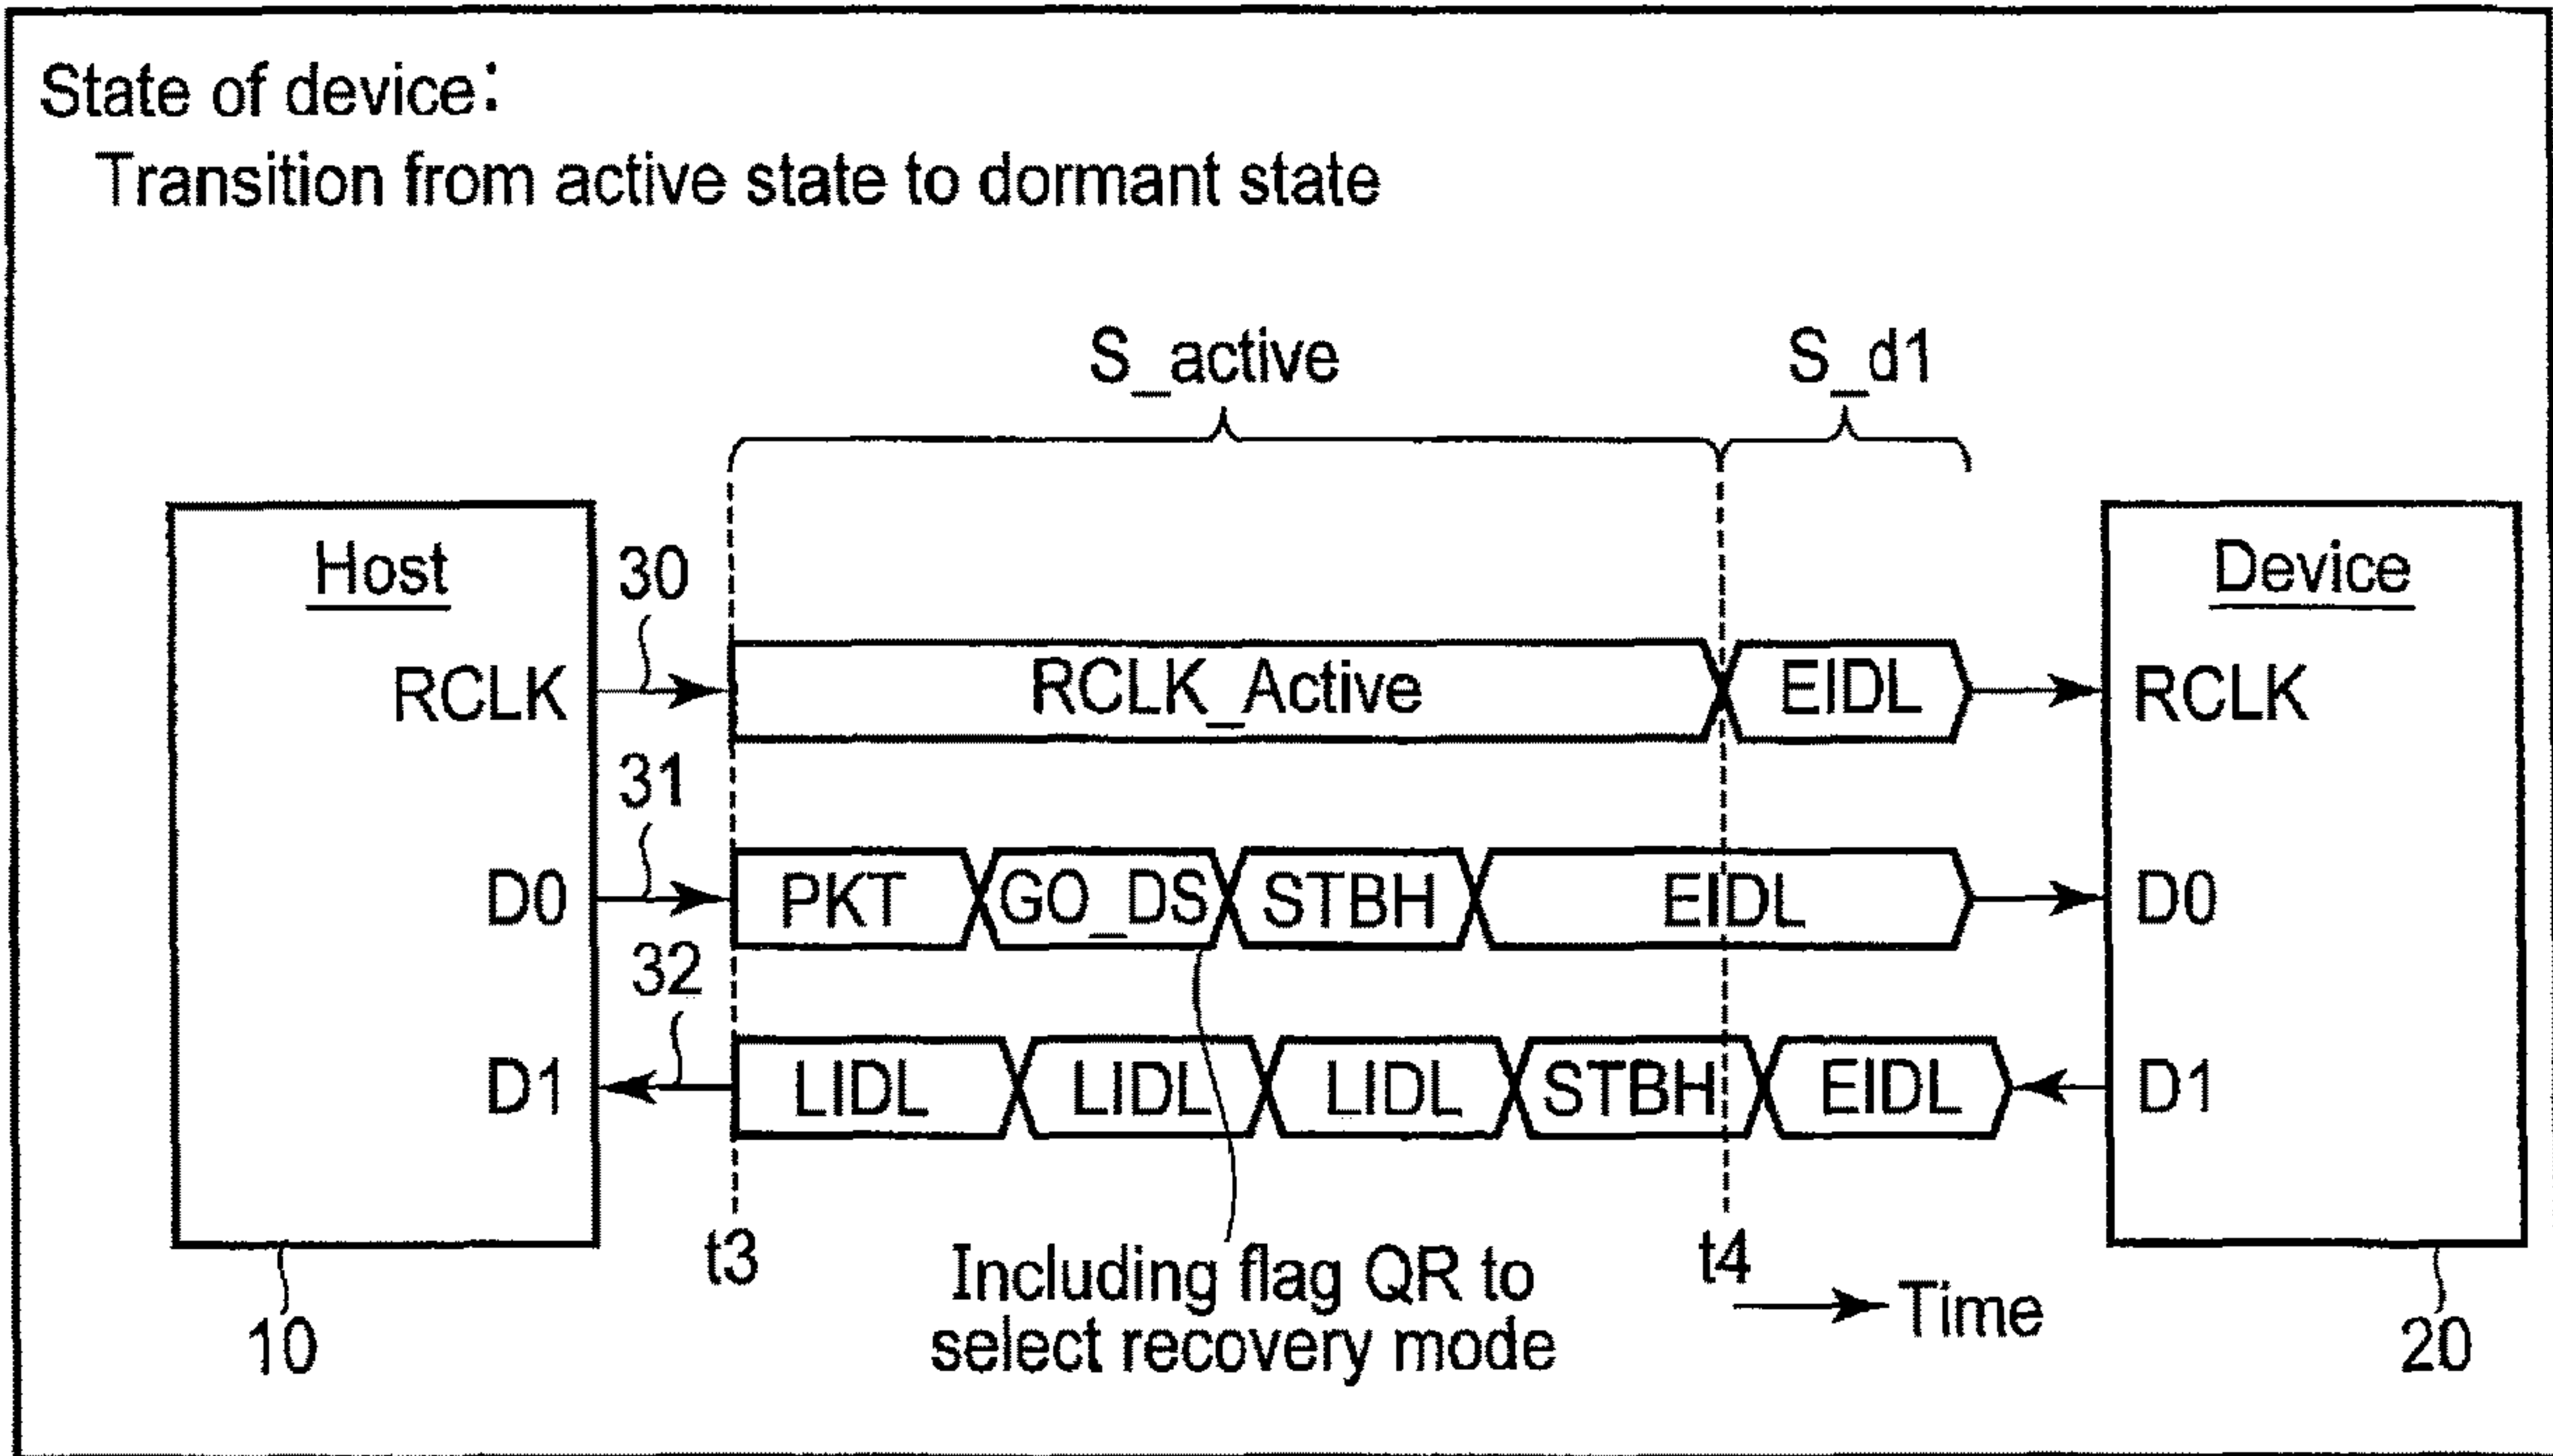 State of device:
Transition from active state to dormant state
S_active
S_d1
Host
Device
30
RCLK
RCLK_Active
EIDL
RCLK
31
D0
PKT
GO_DS
STBH
EIDL
D0
32
D1
LIDL
LIDL
LIDL
STBH
EIDL
D1
t3
t4
Including flag QR to
select recovery mode
Time
10
20